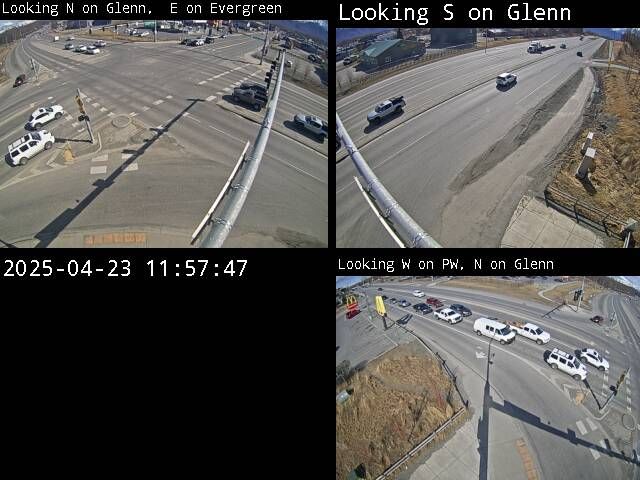 Looking N on Glenn,  E on Evergreen
Looking S on Glenn
2025-04-23 11:57:47
Looking W on PW, N on Glenn